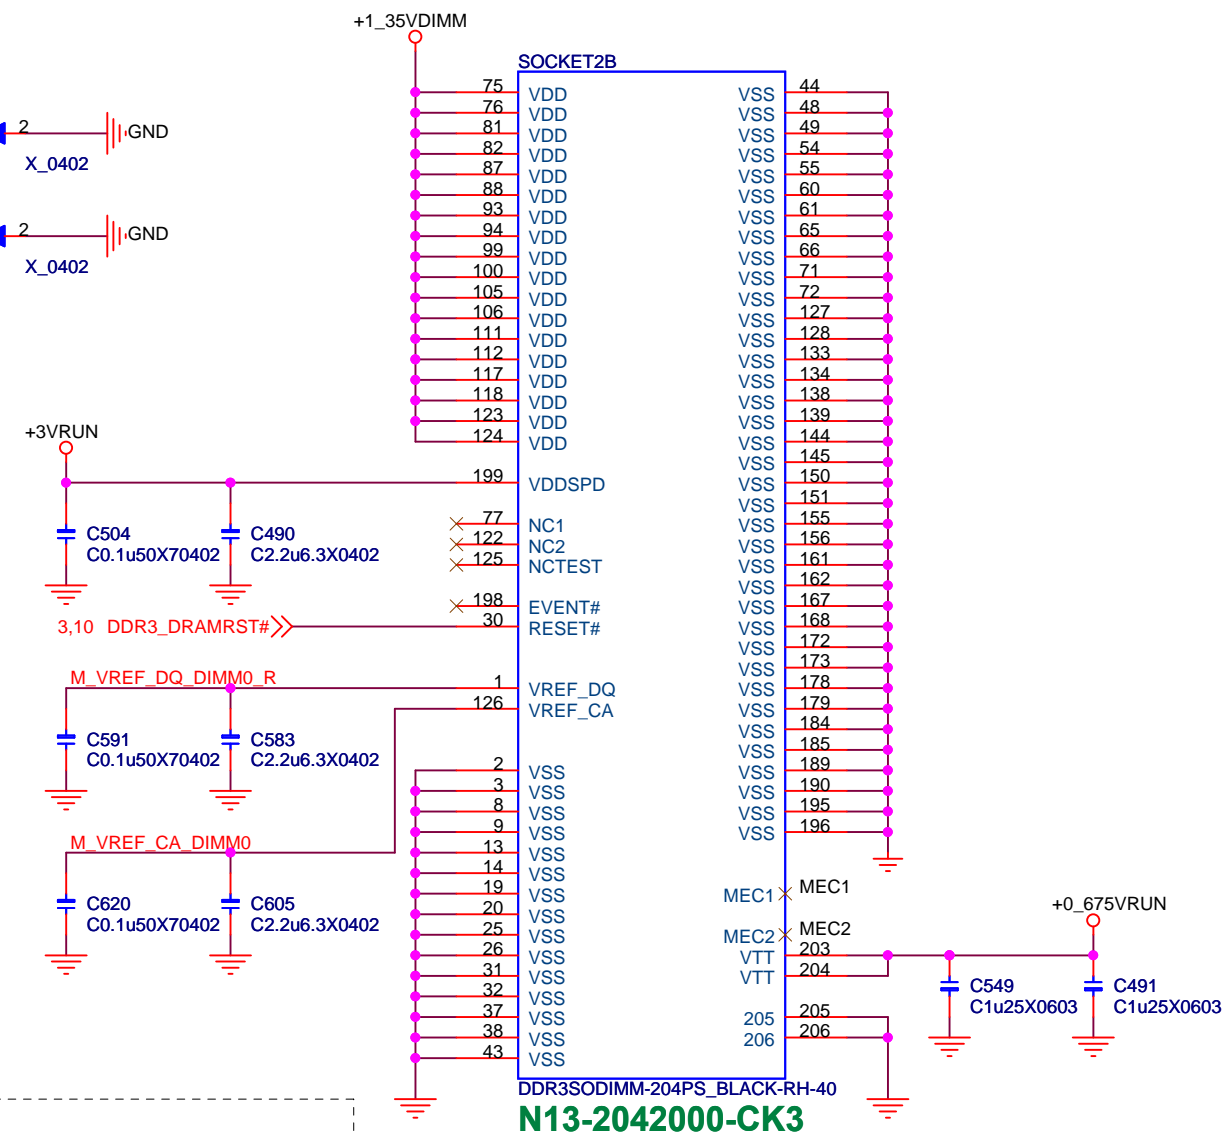 +1_35VDIMM
SOCKET2B
75 VDD VSS 44
76 VDD VSS 48
2 GND
81 VDD VSS 49
X_0402
82 VDD VSS 54
87 VDD VSS 55
88 VDD VSS 60
93 VDD VSS 61
2 GND
94 VDD VSS 65
X_0402
99 VDD VSS 66
100 VDD VSS 71
105 VDD VSS 72
106 VDD VSS 127
111 VDD VSS 128
112 VDD VSS 133
117 VDD VSS 134
118 VDD VSS 138
123 VDD VSS 139
+3VRUN
124 VDD VSS 144
VSS 145
199 VDDSPD VSS 150
VSS 151
77 NC1 VSS 155
C504 C490
122 NC2 VSS 156
C0.1u50X70402 C2.2u6.3X0402
125 NCTEST VSS 161
VSS 162
198 EVENT# VSS 167
3,10 DDR3_DRAMRST# 30 RESET# VSS 168
VSS 172
VSS 173
M_VREF_DQ_DIMM0_R 1 VREF_DQ VSS 178
126 VREF_CA VSS 179
VSS 184
C591 C583
C0.1u50X70402 C2.2u6.3X0402
VSS 185
2 VSS VSS 189
3 VSS VSS 190
8 VSS VSS 195
9 VSS VSS 196
M_VREF_CA_DIMM0
13 VSS
14 VSS
19 VSS MEC1 MEC1
C620 C605 +0_675VRUN
20 VSS
C0.1u50X70402 C2.2u6.3X0402
25 VSS MEC2 MEC2
26 VSS VTT 203
31 VSS VTT 204
C549 C491
32 VSS
C1u25X0603 C1u25X0603
37 VSS 205 205
38 VSS 206 206
43 VSS
DDR3SODIMM-204PS_BLACK-RH-40
N13-2042000-CK3